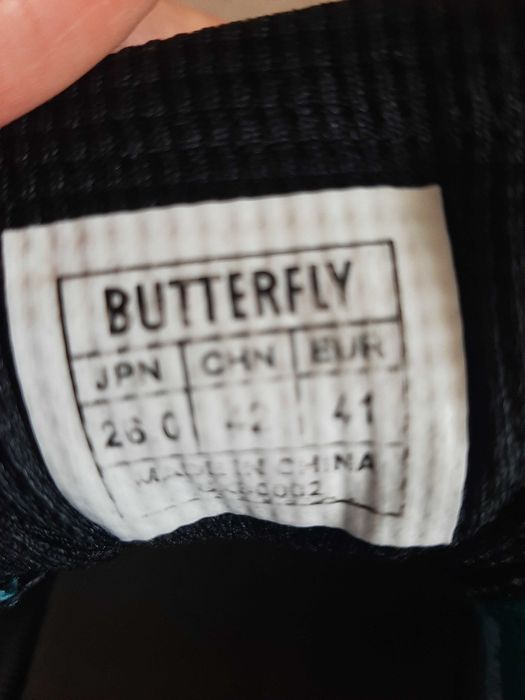 BUTTERFLY
JPN CHN EUR
26.0 42 41
MADE IN CHINA